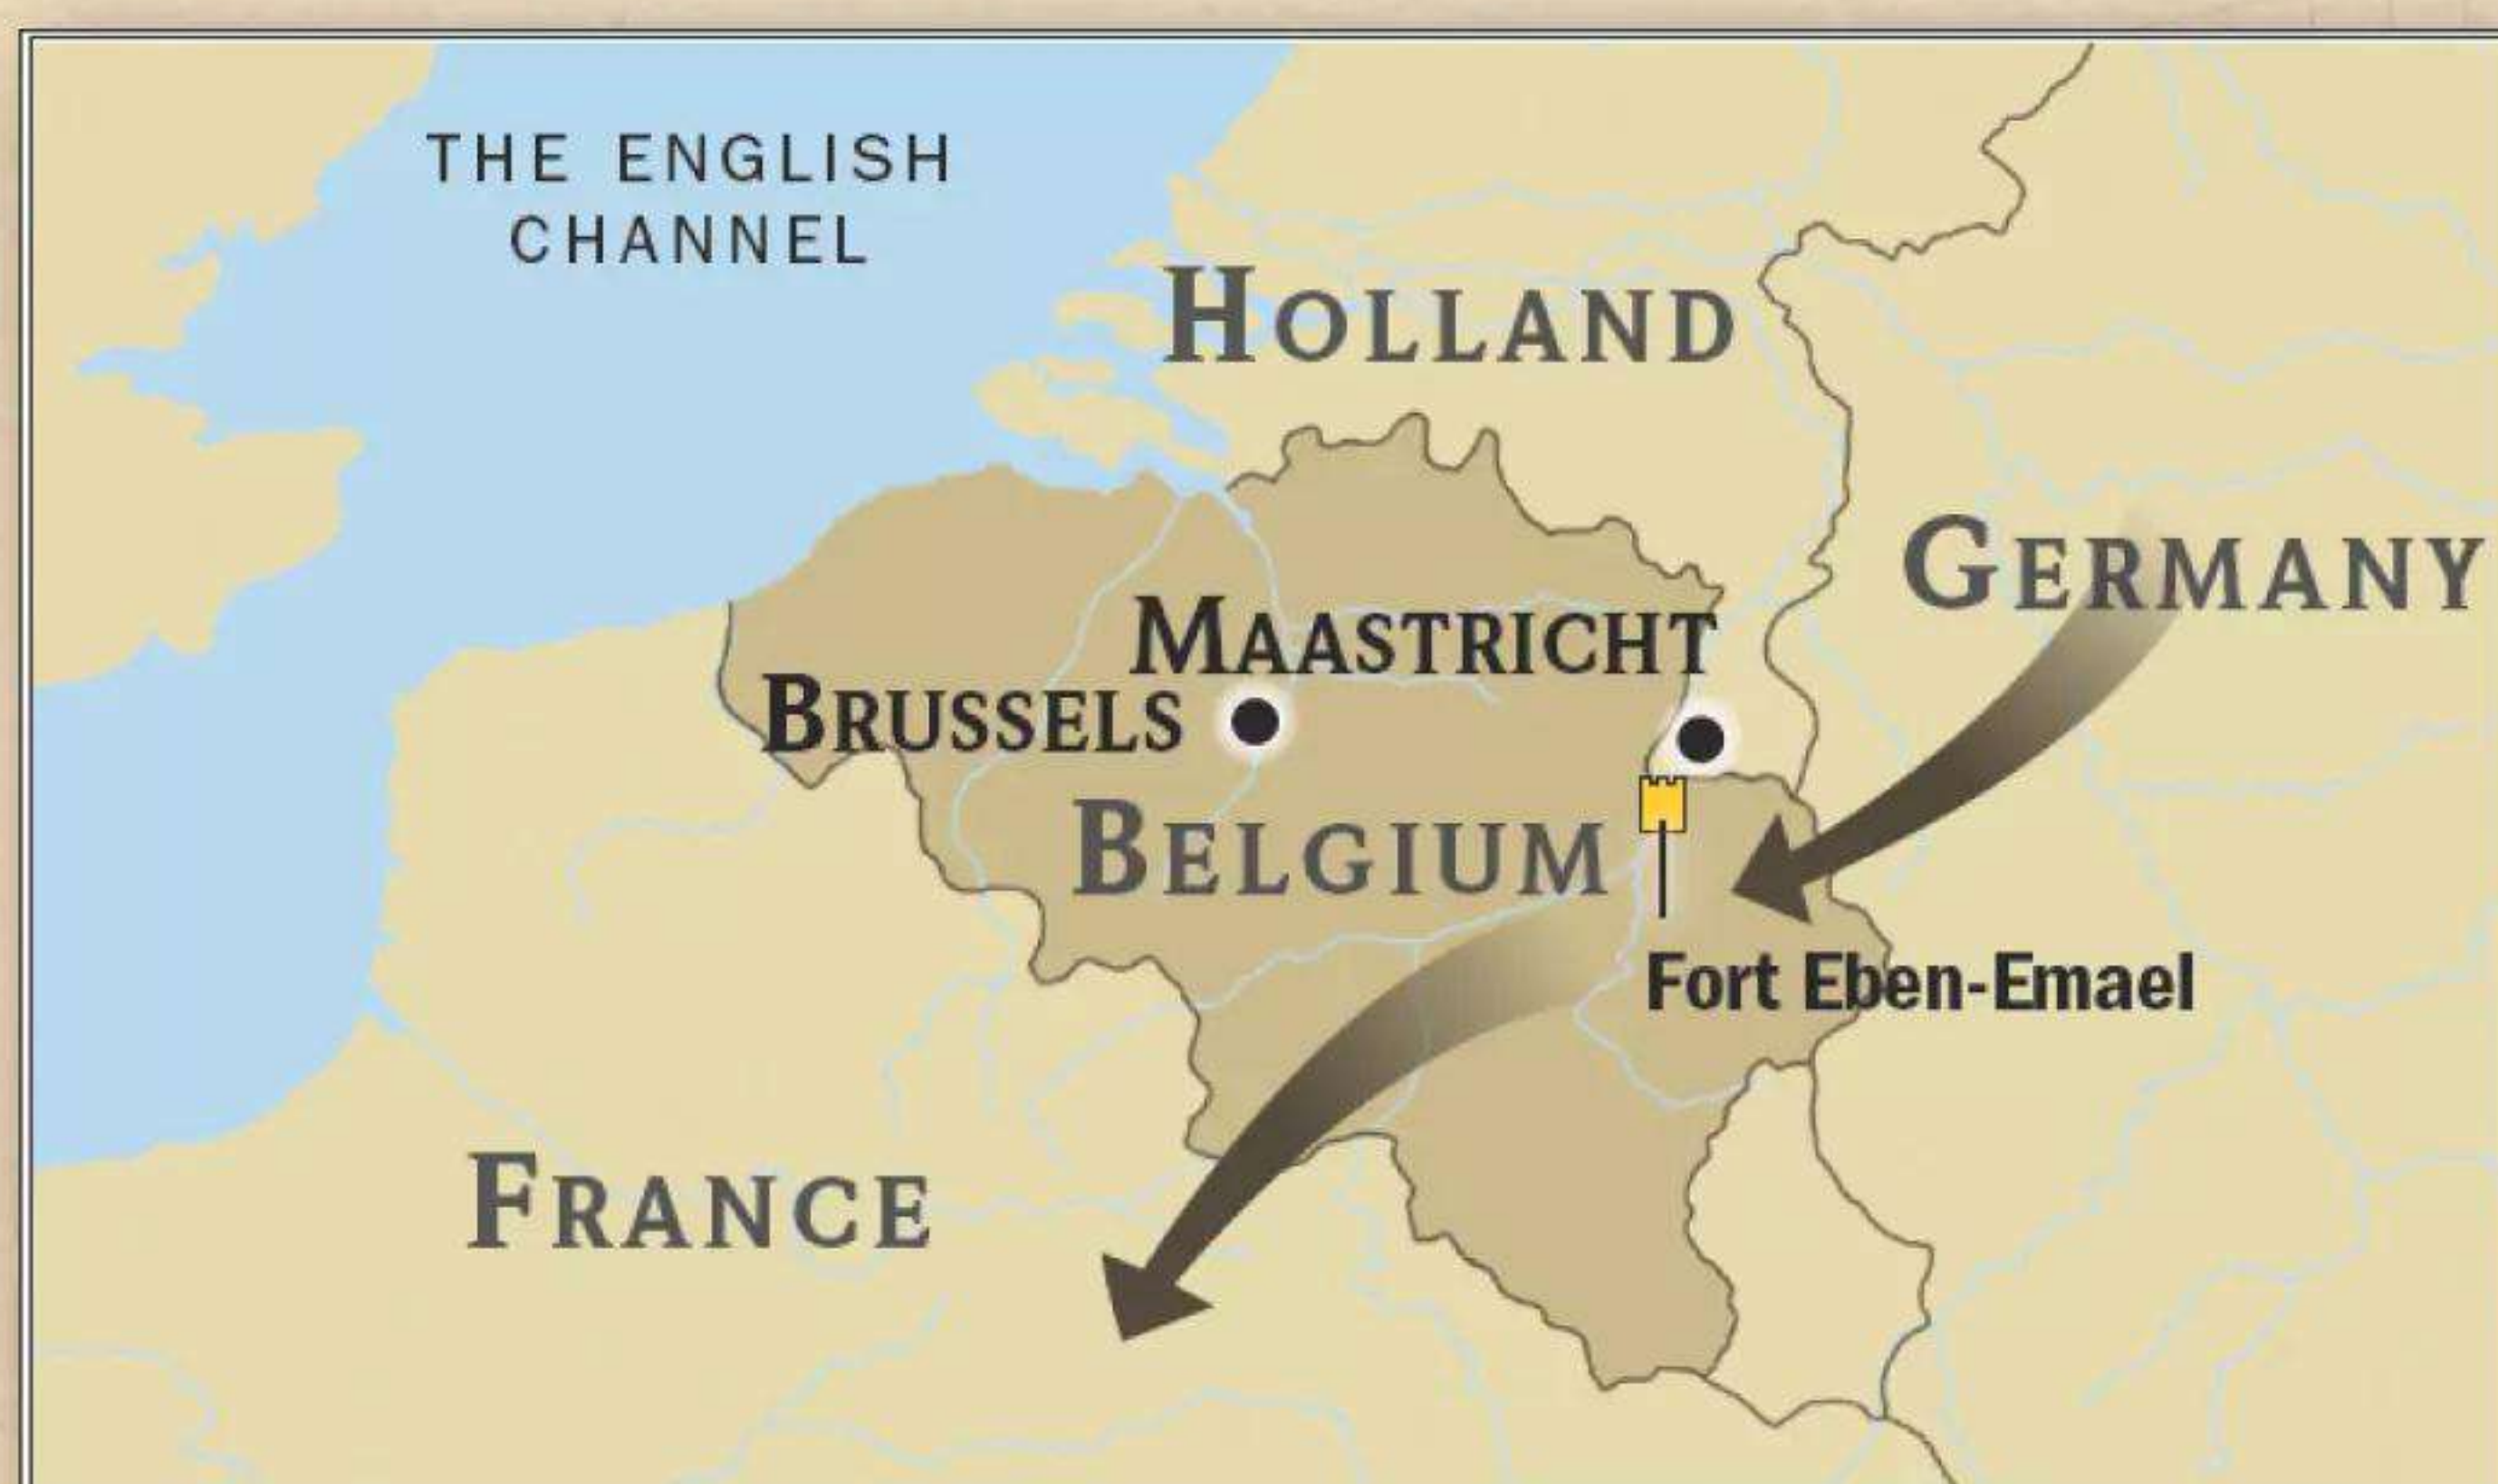 THE ENGLISH
CHANNEL
HOLLAND
GERMANY
MAASTRICHT
BRUSSELS
BELGIUM
Fort Eben-Emael
FRANCE